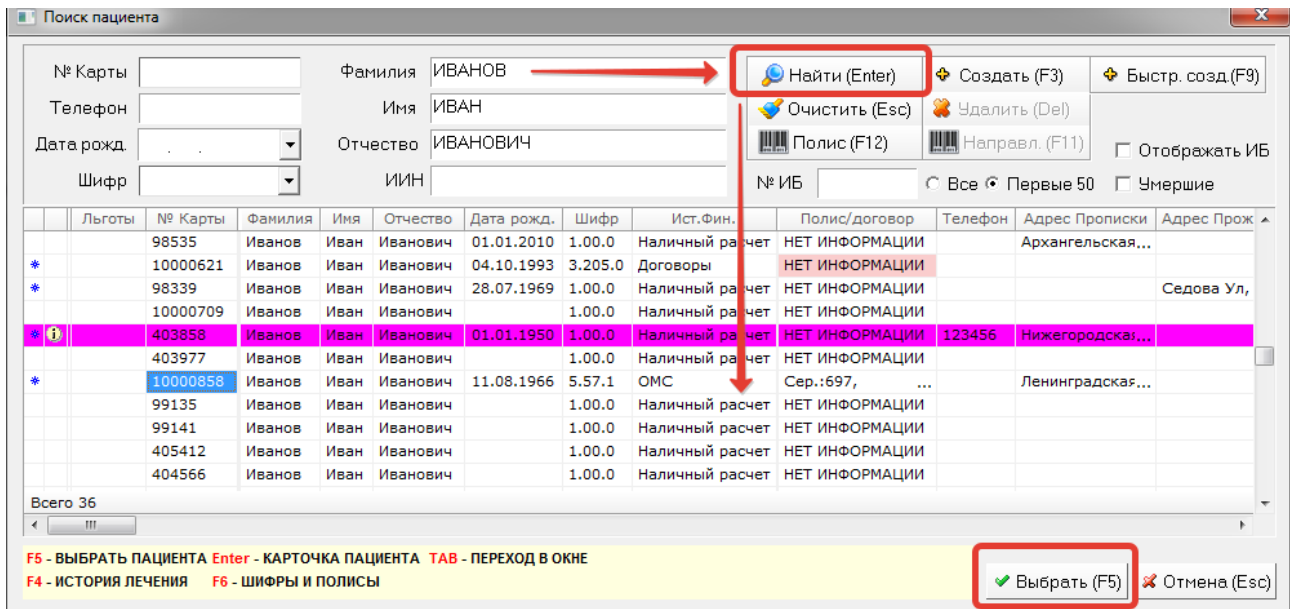 Поиск пациента
№ Карты Фамилия ИВАНОВ Найти (Enter) Создать (F3) Быстр. созд.(F9)
Телефон Имя ИВАН Очистить (Esc) Удалить (Del)
Дата рожд. . . Отчество ИВАНОВИЧ Полис (F12) Направл. (F11) Отображать ИБ
Шифр ИИН № ИБ Все Первые 50 Умершие
Льготы № Карты Фамилия Имя Отчество Дата рожд. Шифр Ист.Фин. Полис/договор Телефон Адрес Прописки Адрес Прож
98535 Иванов Иван Иванович 01.01.2010 1.00.0 Наличный расчет НЕТ ИНФОРМАЦИИ Архангельская...
* 10000621 Иванов Иван Иванович 04.10.1993 3.205.0 Договоры НЕТ ИНФОРМАЦИИ
* 98339 Иванов Иван Иванович 28.07.1969 1.00.0 Наличный расчет НЕТ ИНФОРМАЦИИ Седова Ул,
10000709 Иванов Иван Иванович 1.00.0 Наличный расчет НЕТ ИНФОРМАЦИИ
* 403858 Иванов Иван Иванович 01.01.1950 1.00.0 Наличный расчет НЕТ ИНФОРМАЦИИ 123456 Нижегородская...
403977 Иванов Иван Иванович 1.00.0 Наличный расчет НЕТ ИНФОРМАЦИИ
* 10000858 Иванов Иван Иванович 11.08.1966 5.57.1 ОМС Сер.:697, ... Ленинградская...
99135 Иванов Иван Иванович 1.00.0 Наличный расчет НЕТ ИНФОРМАЦИИ
99141 Иванов Иван Иванович 1.00.0 Наличный расчет НЕТ ИНФОРМАЦИИ
405412 Иванов Иван Иванович 1.00.0 Наличный расчет НЕТ ИНФОРМАЦИИ
404566 Иванов Иван Иванович 1.00.0 Наличный расчет НЕТ ИНФОРМАЦИИ
Всего 36
F5 - ВЫБРАТЬ ПАЦИЕНТА Enter - КАРТОЧКА ПАЦИЕНТА TAB - ПЕРЕХОД В ОКНЕ
F4 - ИСТОРИЯ ЛЕЧЕНИЯ F6 - ШИФРЫ И ПОЛИСЫ Выбрать (F5) Отмена (Esc)